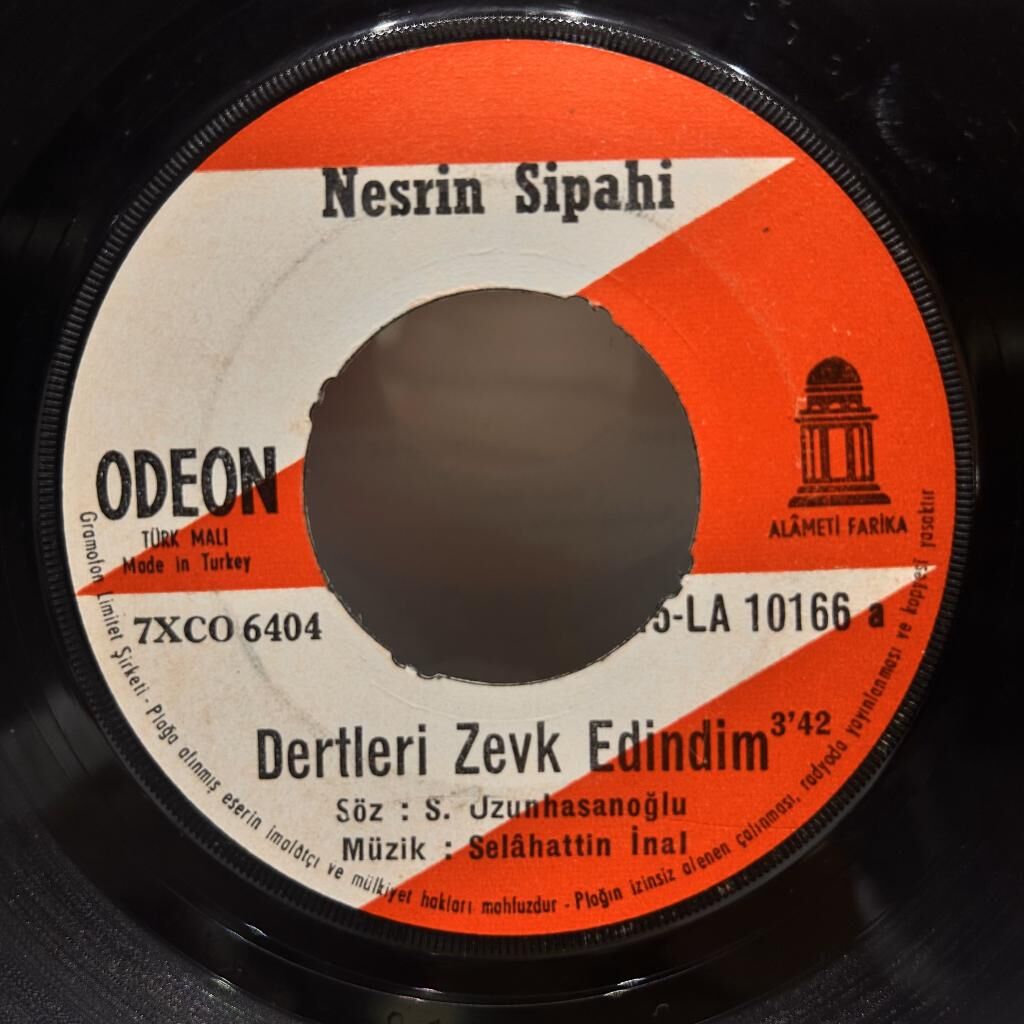 Nesrin Sipahi
ODEON
TÜRK MALI
Made in Turkey
ALÂMETİ FARİKA
7XCO 6404
5-LA 10166 a
Dertleri Zevk Edindim 3'42
Söz : S. Uzunhasanoğlu
Müzik : Selâhattin İnal
Gramofon Limitet Şirketi - Plağa alınmış eserin imalâtçı ve mülkiyet hakları mahfuzdur - Plağın izinsiz alenen çalınması, radyoda yayınlanması ve kopyesi yasaktır